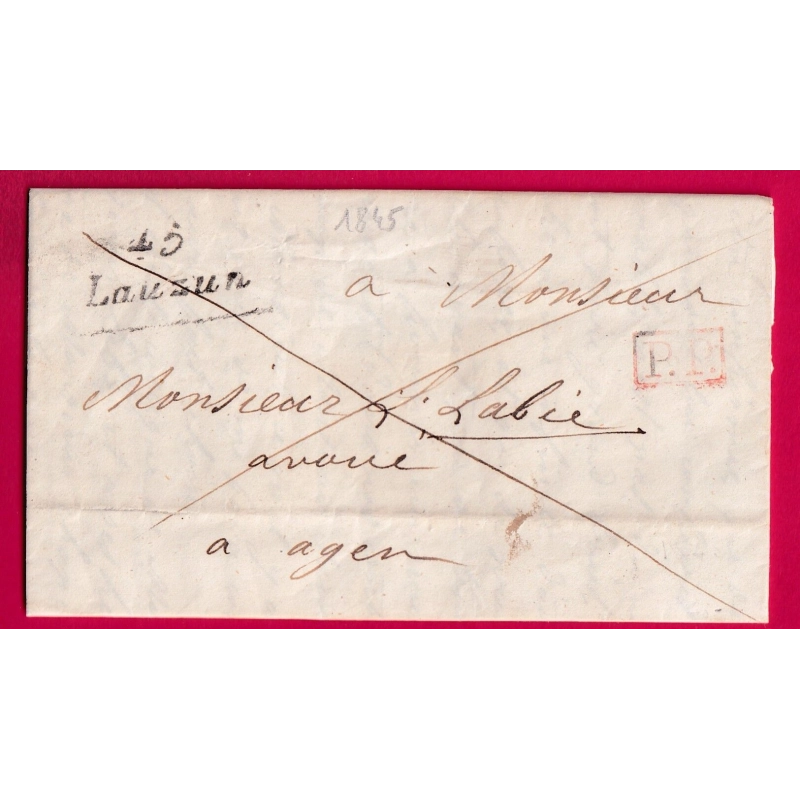 1845
45
Lauzun
a Monsieur
P.P.
Monsieur L. Labie
avoué
a agen